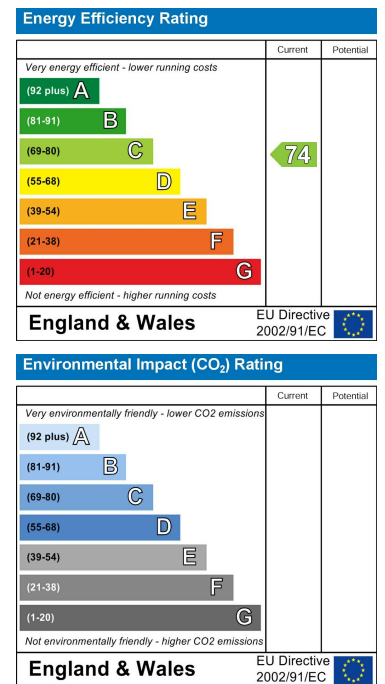 Energy Efficiency Rating
Current Potential
Very energy efficient - lower running costs
(92 plus) A
(81-91) B
(69-80) C
74
(55-68) D
(39-54) E
(21-38) F
(1-20) G
Not energy efficient - higher running costs
England & Wales
EU Directive
2002/91/EC
Environmental Impact (CO₂) Rating
Current Potential
Very environmentally friendly - lower CO2 emissions
(92 plus) A
(81-91) B
(69-80) C
(55-68) D
(39-54) E
(21-38) F
(1-20) G
Not environmentally friendly - higher CO2 emissions
England & Wales
EU Directive
2002/91/EC